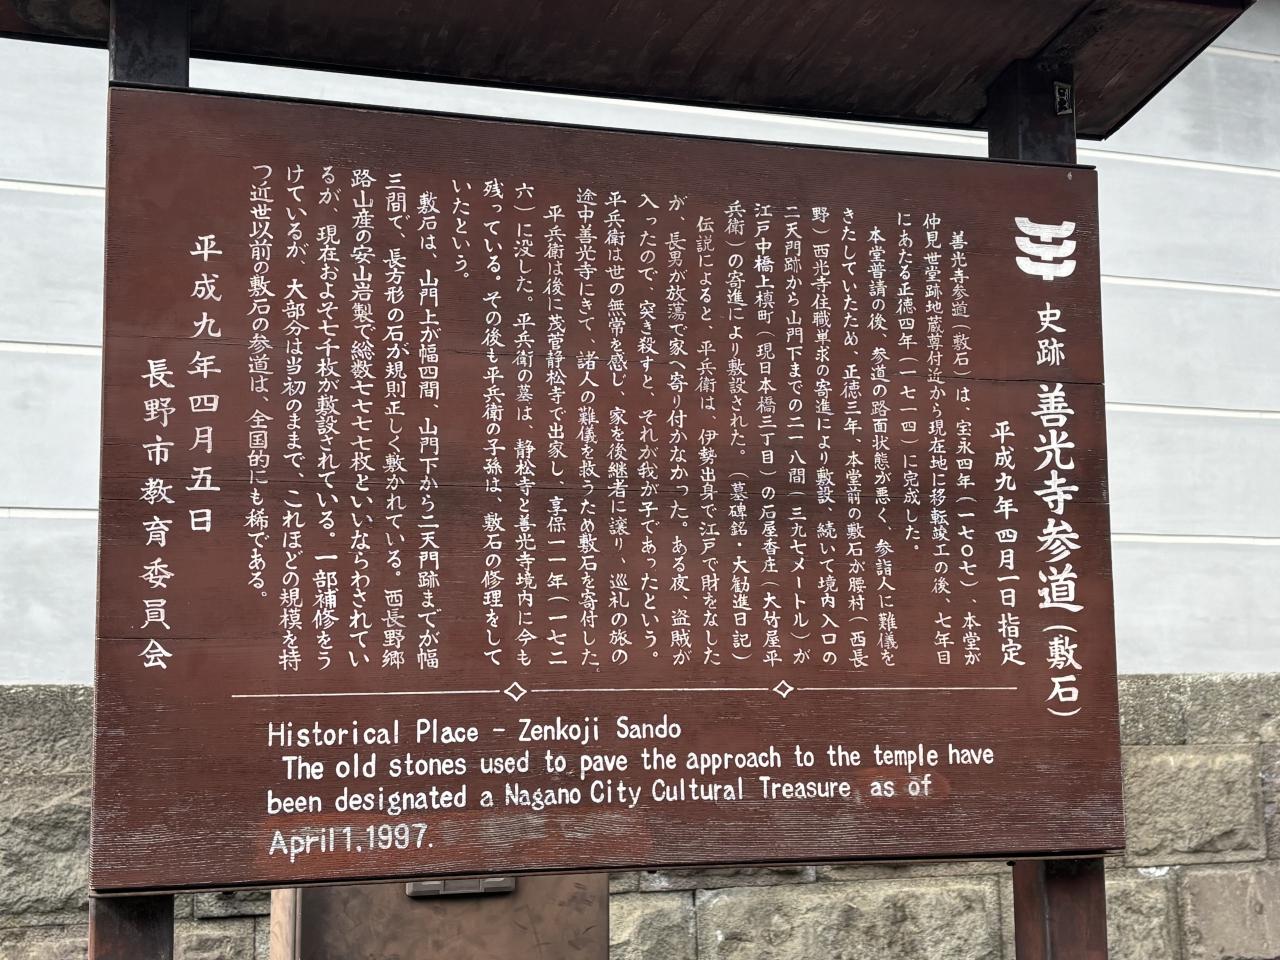 史跡 善光寺参道(敷石)
平成九年四月一日指定
善光寺参道(敷石)は、宝永四年(一七〇七)、本堂が
仲見世堂跡地蔵尊付近から現在地に移転竣工の後、七年目
にあたる正徳四年(一七一四)に完成した。
本堂普請の後、参道の路面状態が悪く、参詣人に難儀を
きたしていたため、正徳三年、本堂前の敷石が腰村(西長
野)西光寺住職単求の寄進により敷設、続いて境内入口の
二天門跡から山門下までの二一八間(三九七メートル)が
江戸中橋上槙町(現日本橋三丁目)の石屋香庄(大竹屋平
兵衛)の寄進により敷設された。(墓碑銘・大勧進日記)
伝説によると、平兵衛は、伊勢出身で江戸で財をなした
が、長男が放蕩で家へ寄り付かなかった。ある夜、盗賊が
入ったので、突き殺すと、それが我が子であったという。
平兵衛は世の無常を感じ、家を後継者に譲り、巡礼の旅の
途中善光寺にきて、諸人の難儀を救うため敷石を寄付した。
平兵衛は後に茂菅静松寺で出家し、享保一一年(一七二
六)に没した。平兵衛の墓は、静松寺と善光寺境内に今も
残っている。その後も平兵衛の子孫は、敷石の修理をして
いたという。
敷石は、山門上が幅四間、山門下から二天門跡までが幅
三間で、長方形の石が規則正しく敷かれている。西長野郷
路山産の安山岩製で総数七七七七枚といいならわされてい
るが、現在およそ七千枚が敷設されている。一部補修をう
けているが、大部分は当初のままで、これほどの規模を持
つ近世以前の敷石の参道は、全国的にも稀である。
平成九年四月五日
長野市教育委員会
Historical Place - Zenkoji Sando
The old stones used to pave the approach to the temple have
been designated a Nagano City Cultural Treasure as of
April 1, 1997.